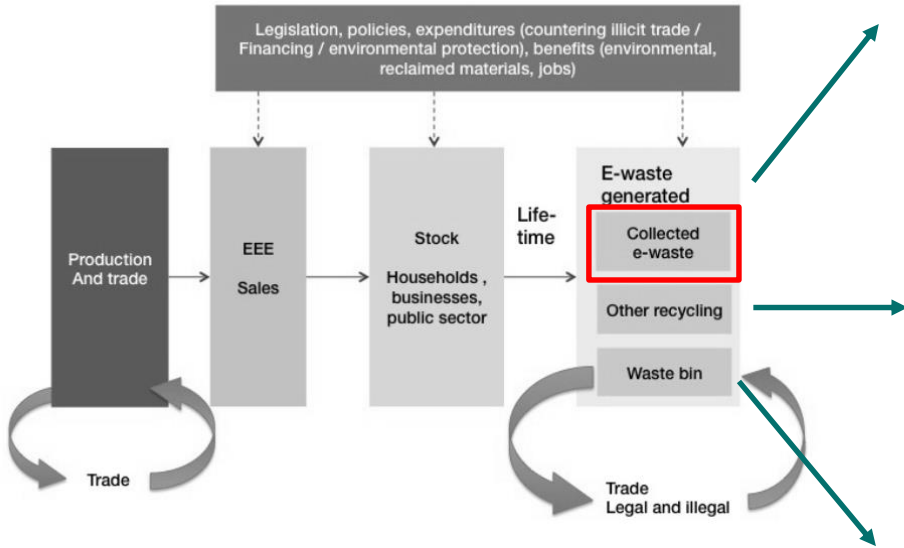 Legislation, policies, expenditures (countering illicit trade /
Financing / environmental protection), benefits (environmental,
reclaimed materials, jobs)
Production
And trade
EEE
Sales
Stock
Households ,
businesses,
public sector
Life-
time
E-waste
generated
Collected
e-waste
Other recycling
Waste bin
Trade
Trade
Legal and illegal